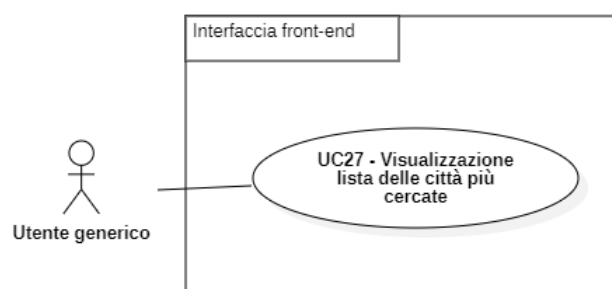 Interfaccia front-end
UC27 - Visualizzazione
lista delle città più
cercate
Utente generico